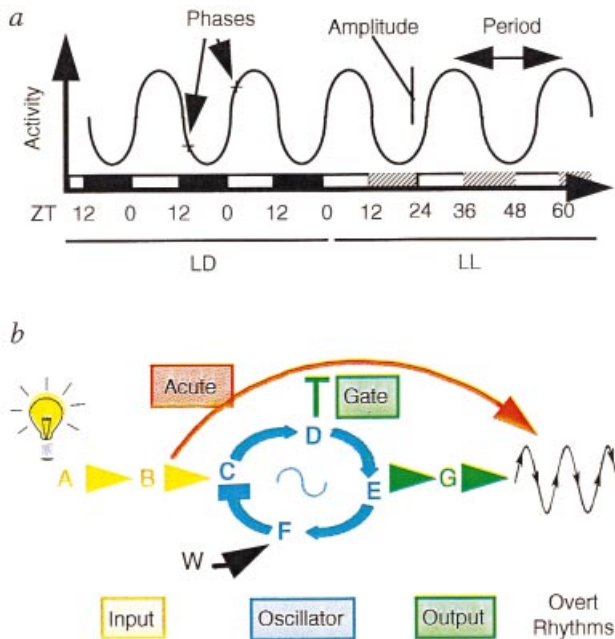 a
Phases
Amplitude
Period
Activity
ZT 12 0 12 0 12 0 12 24 36 48 60
LD LL
b
Acute
T Gate
D
A B C E G
F
W
Input Oscillator Output Overt
Rhythms